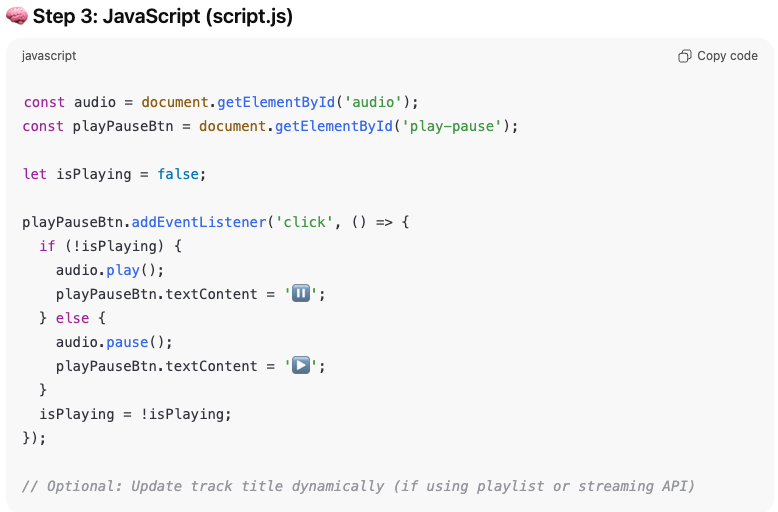 🧠 Step 3: JavaScript (script.js)
javascript
Copy code
const audio = document.getElementById('audio');
const playPauseBtn = document.getElementById('play-pause');
let isPlaying = false;
playPauseBtn.addEventListener('click', () => {
  if (!isPlaying) {
    audio.play();
    playPauseBtn.textContent = '⏸️';
  } else {
    audio.pause();
    playPauseBtn.textContent = '▶️';
  }
  isPlaying = !isPlaying;
});
// Optional: Update track title dynamically (if using playlist or streaming API)